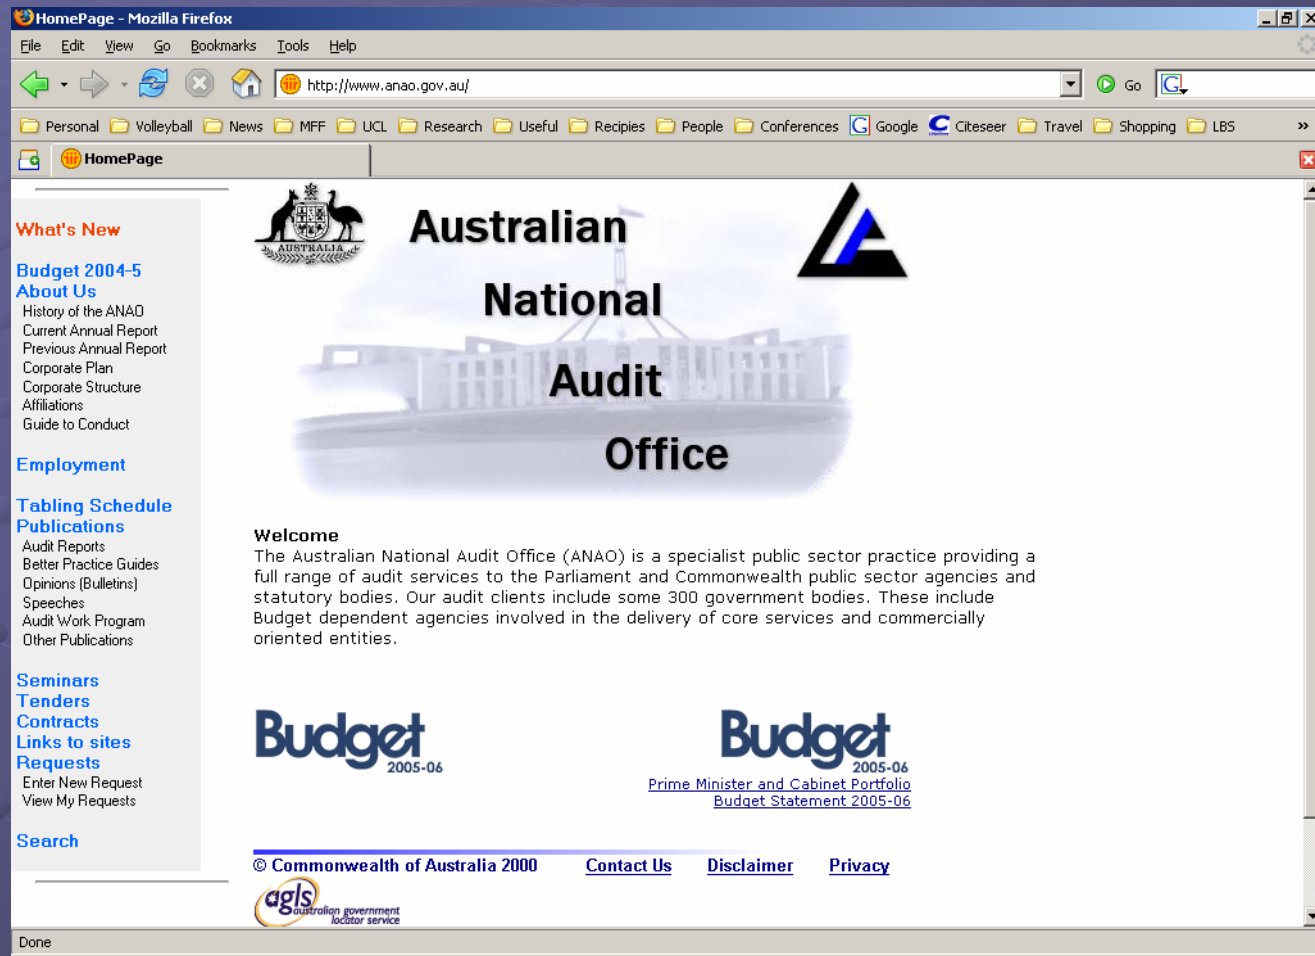 HomePage - Mozilla Firefox
File Edit View Go Bookmarks Tools Help
http://www.anao.gov.au/
Go
G
Personal Volleyball News MFF UCL Research Useful Recipies People Conferences Google Citeseer Travel Shopping LBS »
HomePage
What's New
Budget 2004-5
About Us
History of the ANAO
Current Annual Report
Previous Annual Report
Corporate Plan
Corporate Structure
Affiliations
Guide to Conduct
Employment
Tabling Schedule
Publications
Audit Reports
Better Practice Guides
Opinions (Bulletins)
Speeches
Audit Work Program
Other Publications
Seminars
Tenders
Contracts
Links to sites
Requests
Enter New Request
View My Requests
Search
AUSTRALIA
Australian
National
Audit
Office
Welcome
The Australian National Audit Office (ANAO) is a specialist public sector practice providing a
full range of audit services to the Parliament and Commonwealth public sector agencies and
statutory bodies. Our audit clients include some 300 government bodies. These include
Budget dependent agencies involved in the delivery of core services and commercially
oriented entities.
Budget
2005-06
Budget
2005-06
Prime Minister and Cabinet Portfolio
Budget Statement 2005-06
© Commonwealth of Australia 2000 Contact Us Disclaimer Privacy
agls
australian government
locator service
Done